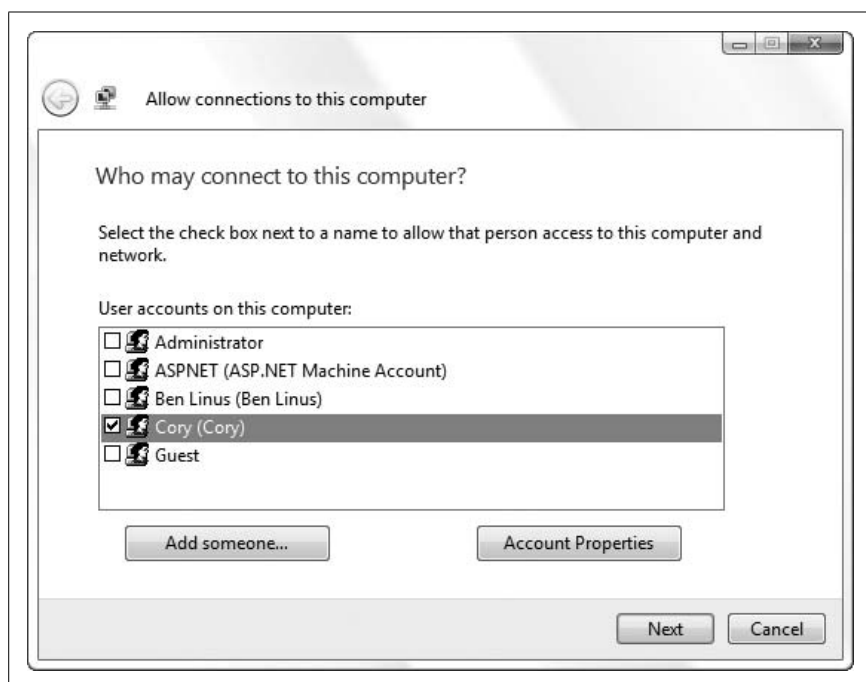 Allow connections to this computer
Who may connect to this computer?
Select the check box next to a name to allow that person access to this computer and
network.
User accounts on this computer:
Administrator
ASPNET (ASP.NET Machine Account)
Ben Linus (Ben Linus)
Cory (Cory)
Guest
Add someone...
Account Properties
Next
Cancel